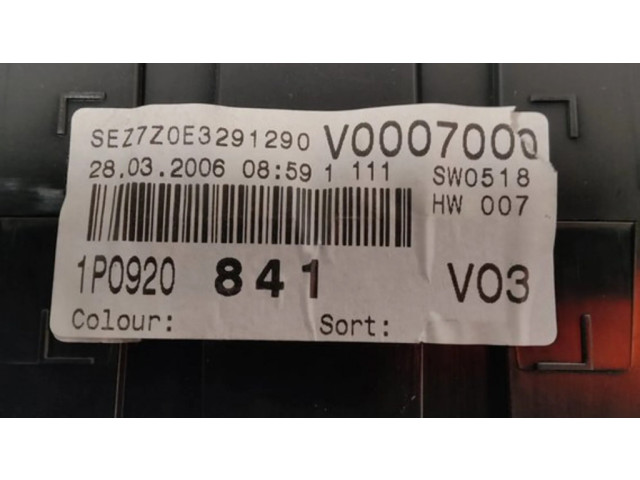 SEZ7Z0E3291290 V0007000
28.03.2006 08:59 1 111 SW0518
HW 007
1P0920 841 V03
Colour: Sort: